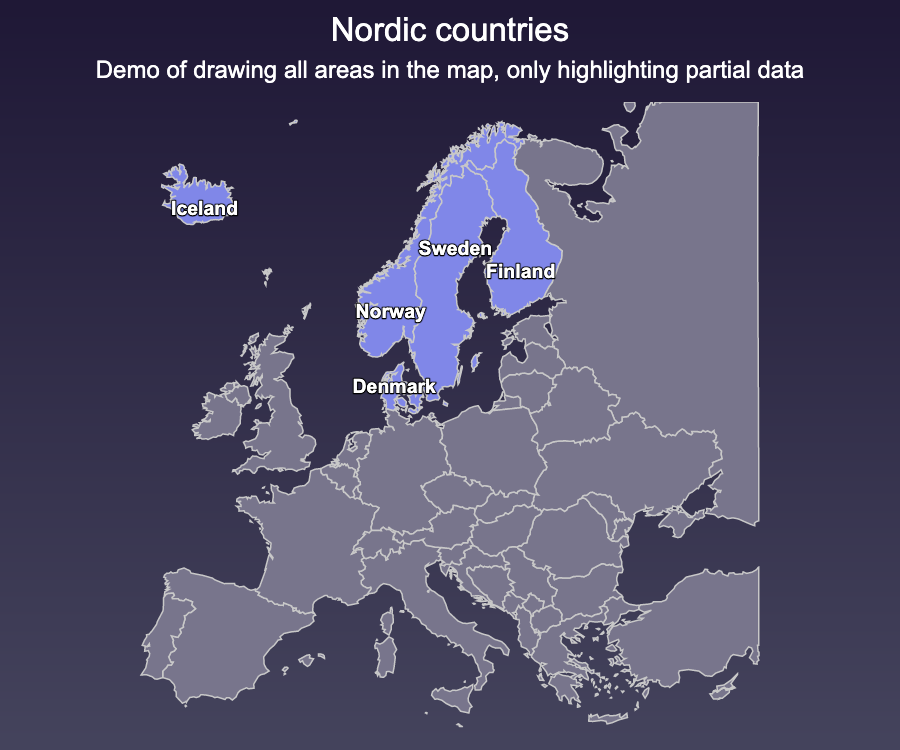 Nordic countries
Demo of drawing all areas in the map, only highlighting partial data
Iceland
Sweden
Finland
Norway
Denmark